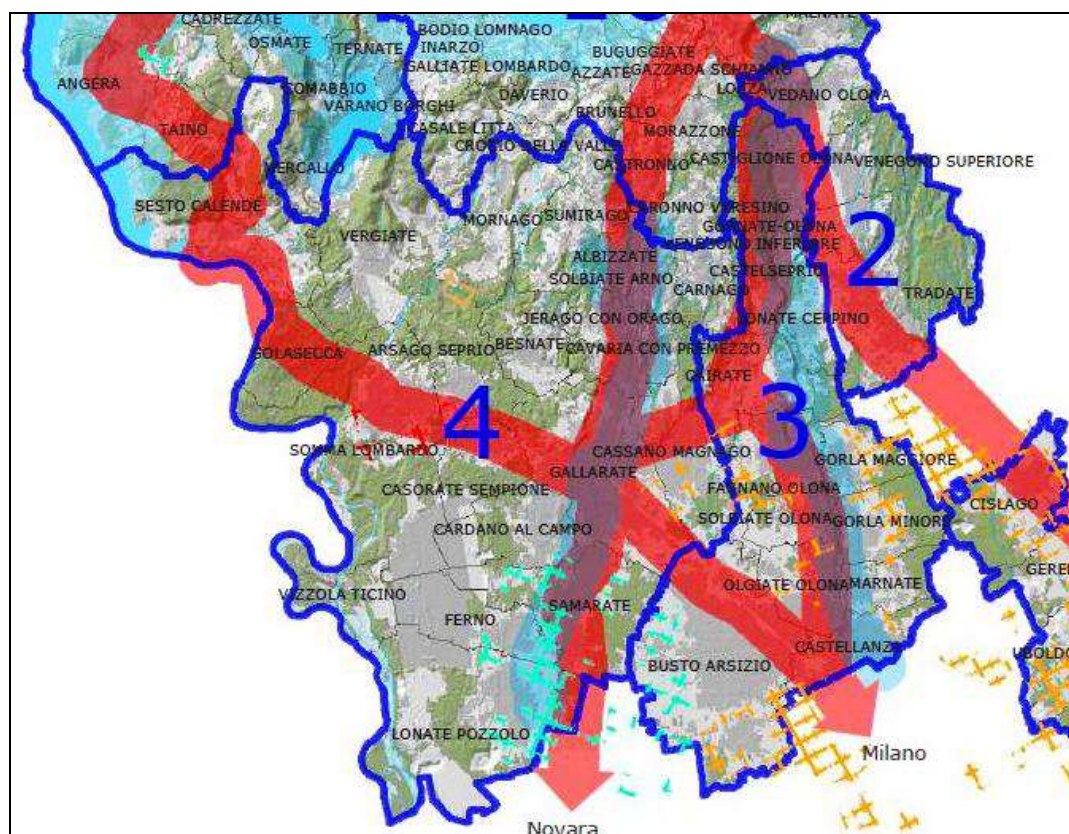 CADREZZATE
OSMATE
TERNATE
BODIO LOMNAGO
INARZO
GALLIATE LOMBARDO
AZZATE
BUGUGGIATE
GAZZADA SCHIANNO
LOZZA
VEDANO OLONA
ANGERA
COMABBIO
VARANO BORGHI
DAVERIO
BRUNELLO
TAINO
CASALE LITTA
CROSIO DELLA VALLE
MORAZZONE
CASTRONNO
CASTIGLIONE OLONA
VENEGONO SUPERIORE
MERCALLO
SESTO CALENDE
VERGIATE
MORNAGO
SUMIRAGO
CARONNO VARESINO
GORNATE-OLONA
VENEGONO INFERIORE
2
ALBIZZATE
SOLBIATE ARNO
CASTELSEPRIO
CARNAGO
TRADATE
JERAGO CON ORAGO
LONATE CEPPINO
GOLASECCA
ARSAGO SEPRIO
BESNATE
CAVARIA CON PREMEZZO
CAIRATE
4
3
SOMMA LOMBARDO
CASSANO MAGNAGO
GALLARATE
GORLA MAGGIORE
CASORATE SEMPIONE
FAGNANO OLONA
CISLAGO
CARDANO AL CAMPO
SOLBIATE OLONA
GORLA MINORE
GEREN
VIZZOLA TICINO
FERNO
SAMARATE
OLGIATE OLONA
MARNATE
BUSTO ARSIZIO
CASTELLANZA
UBOLDO
LONATE POZZOLO
Milano
Novara